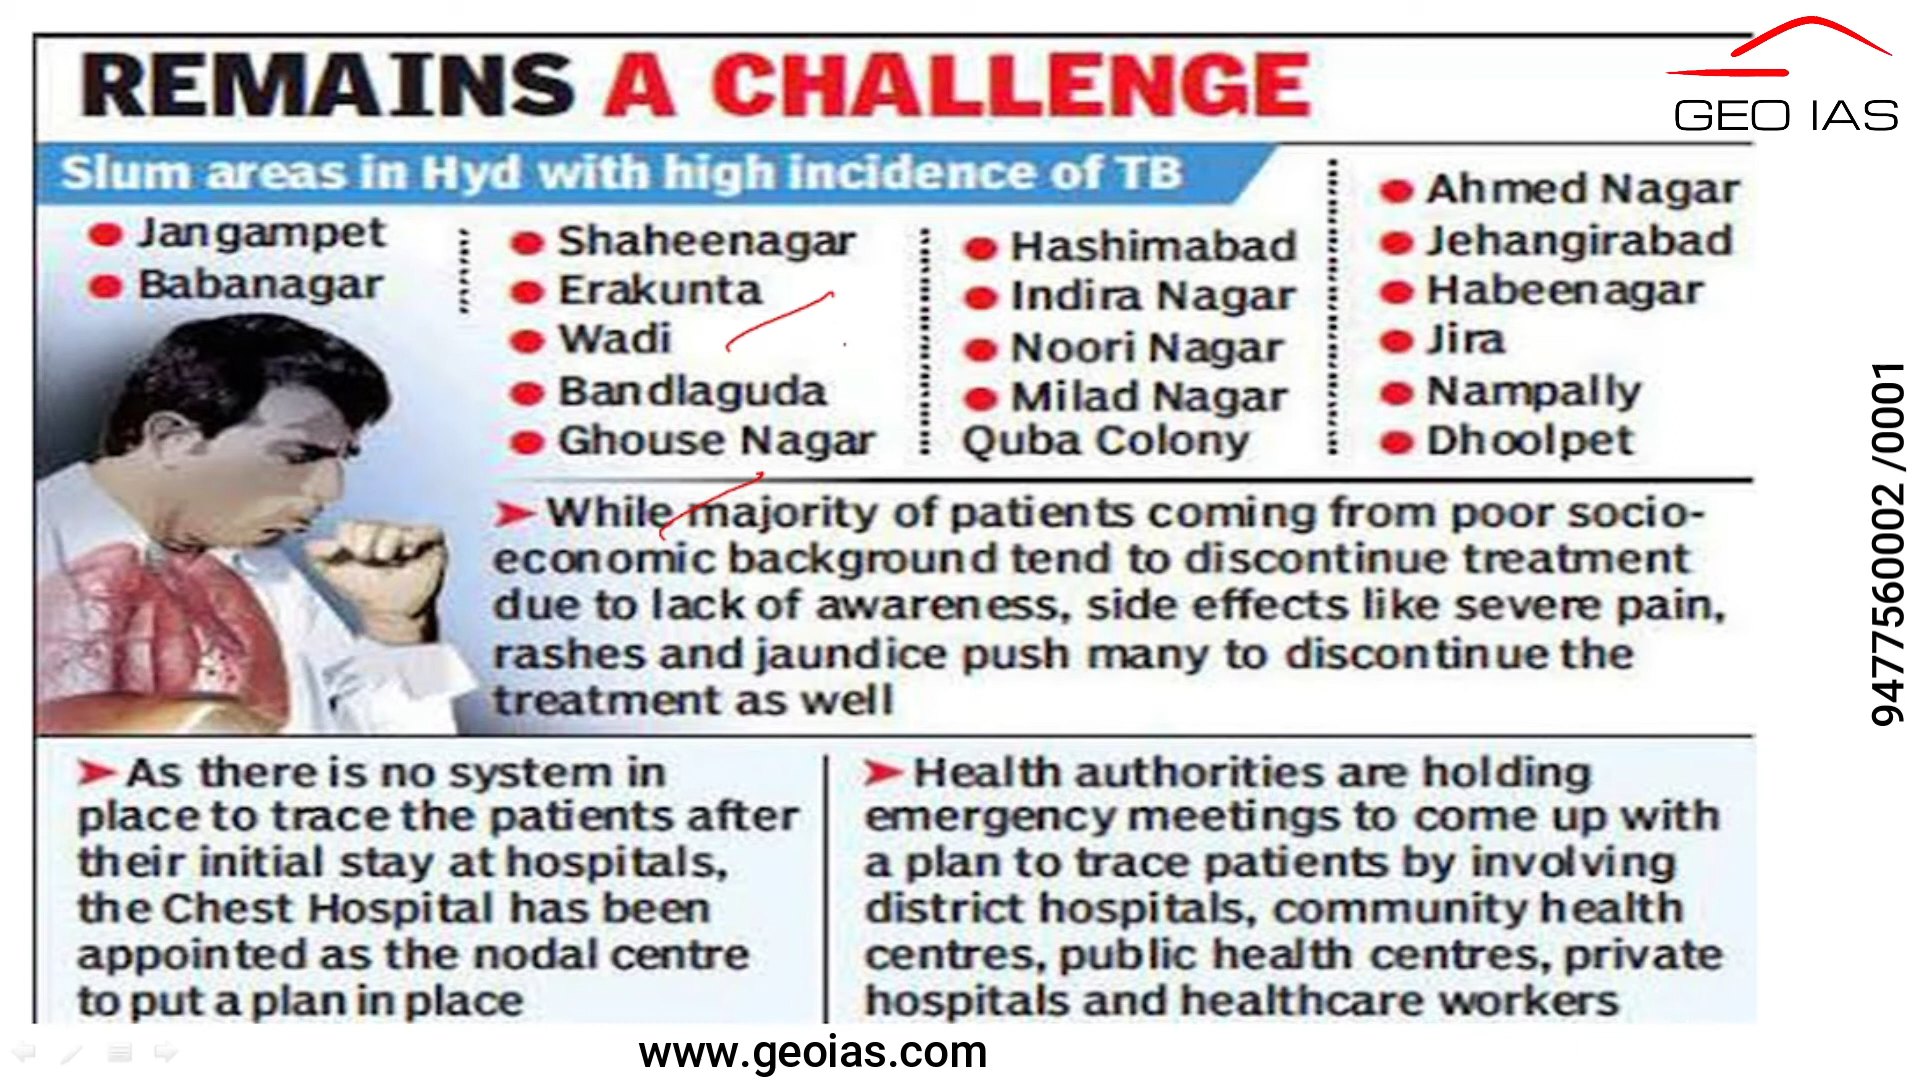 REMAINS A CHALLENGE
GEO IAS
Slum areas in Hyd with high incidence of TB
● Jangampet
● Babanagar
● Shaheenagar
● Erakunta
● Wadi
● Bandlaguda
● Ghouse Nagar
● Hashimabad
● Indira Nagar
● Noori Nagar
● Milad Nagar
Quba Colony
● Ahmed Nagar
● Jehangirabad
● Habeenagar
● Jira
● Nampally
● Dhoolpet
➤ While majority of patients coming from poor socio-
economic background tend to discontinue treatment
due to lack of awareness, side effects like severe pain,
rashes and jaundice push many to discontinue the
treatment as well
➤ As there is no system in
place to trace the patients after
their initial stay at hospitals,
the Chest Hospital has been
appointed as the nodal centre
to put a plan in place
➤ Health authorities are holding
emergency meetings to come up with
a plan to trace patients by involving
district hospitals, community health
centres, public health centres, private
hospitals and healthcare workers
9477560002 /0001
www.geoias.com